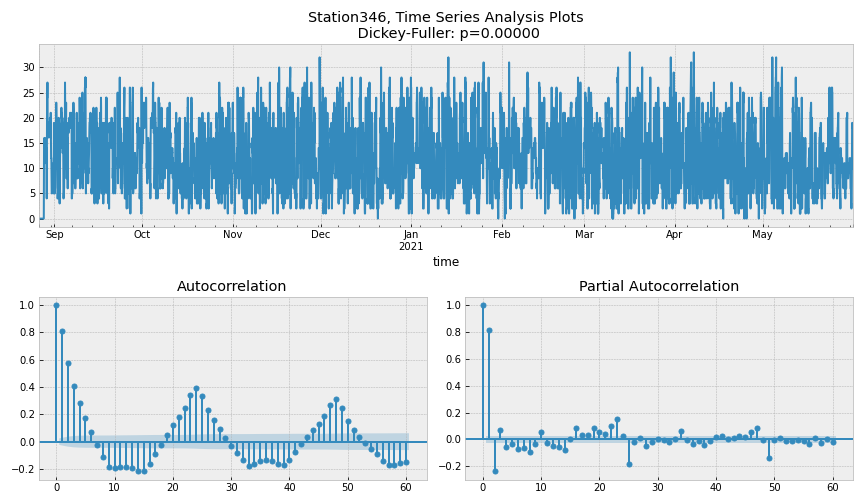 Station346, Time Series Analysis Plots
Dickey-Fuller: p=0.00000
30
25
20
15
10
5
0
Sep Oct Nov Dec Jan Feb Mar Apr May
2021
time
Autocorrelation Partial Autocorrelation
1.0 1.0
0.8 0.8
0.6 0.6
0.4 0.4
0.2 0.2
0.0 0.0
−0.2 −0.2
0 10 20 30 40 50 60 0 10 20 30 40 50 60